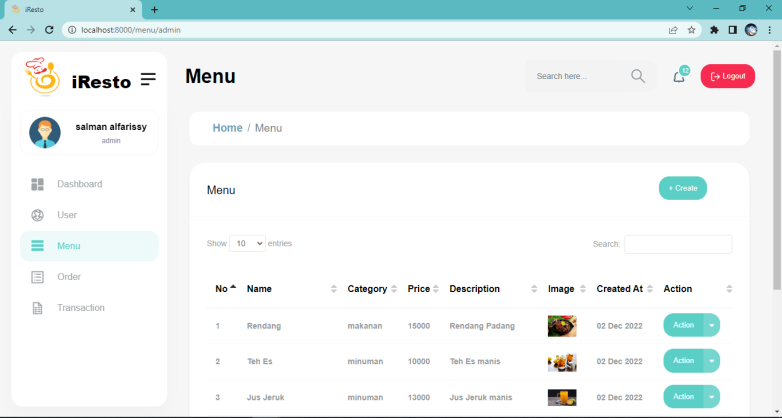 iResto
localhost:8000/menu/admin
iResto
Menu
Search here...
12
Logout
salman alfarissy
admin
Home / Menu
Dashboard
User
Menu
Order
Transaction
Menu
+ Create
Show 10 entries
Search:
No Name Category Price Description Image Created At Action
1 Rendang makanan 15000 Rendang Padang 02 Dec 2022 Action
2 Teh Es minuman 10000 Teh Es manis 02 Dec 2022 Action
3 Jus Jeruk minuman 13000 Jus Jeruk manis 02 Dec 2022 Action